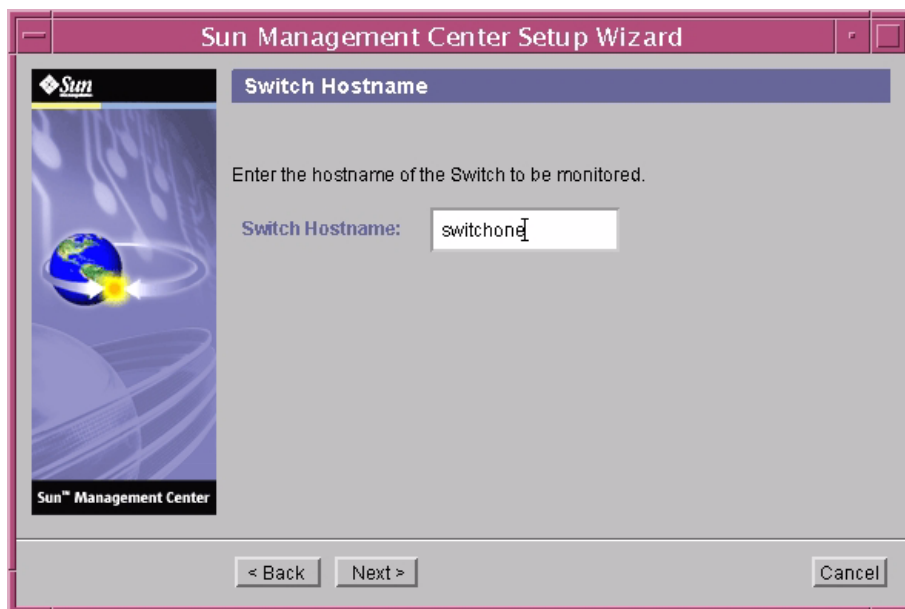 Sun Management Center Setup Wizard
Sun
Switch Hostname
Enter the hostname of the Switch to be monitored.
Switch Hostname: switchone
Sun™ Management Center
< Back Next > Cancel